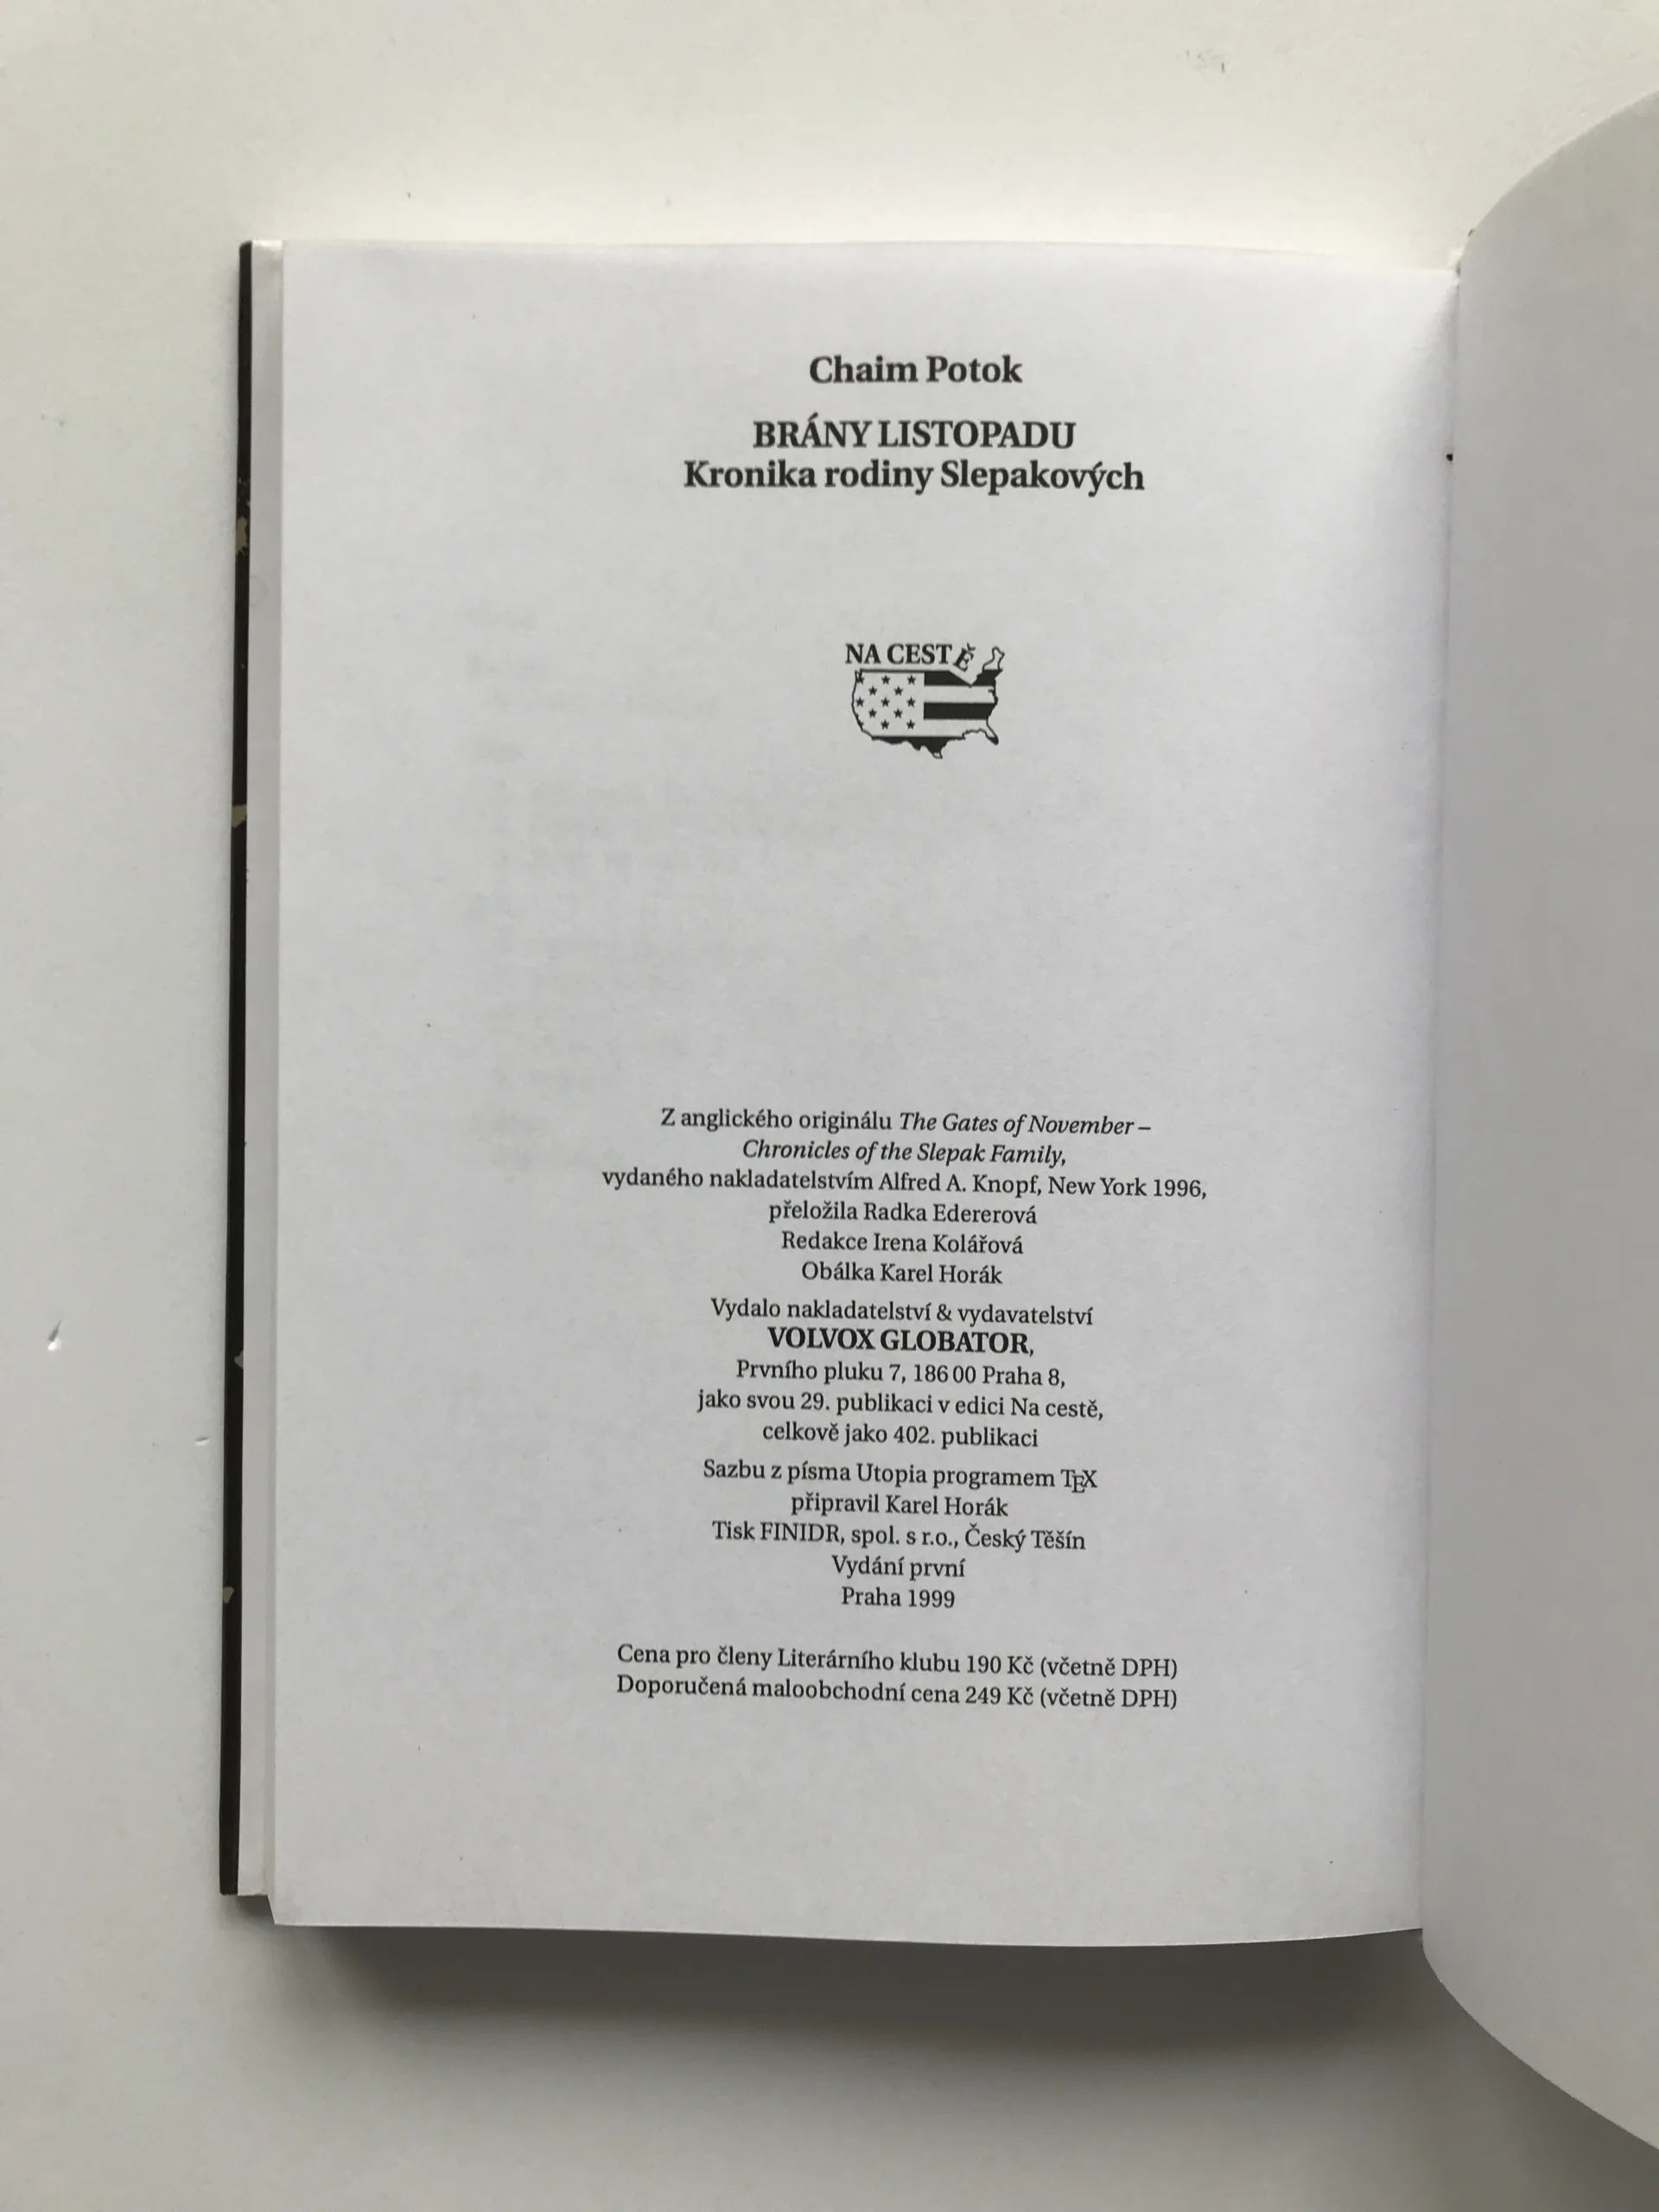 Chaim Potok
BRÁNY LISTOPADU
Kronika rodiny Slepakových
NA CESTĚ
Z anglického originálu The Gates of November –
Chronicles of the Slepak Family,
vydaného nakladatelstvím Alfred A. Knopf, New York 1996,
přeložila Radka Edererová
Redakce Irena Kolářová
Obálka Karel Horák
Vydalo nakladatelství & vydavatelství
VOLVOX GLOBATOR,
Prvního pluku 7, 186 00 Praha 8,
jako svou 29. publikaci v edici Na cestě,
celkově jako 402. publikaci
Sazbu z písma Utopia programem TEX
připravil Karel Horák
Tisk FINIDR, spol. s r.o., Český Těšín
Vydání první
Praha 1999
Cena pro členy Literárního klubu 190 Kč (včetně DPH)
Doporučená maloobchodní cena 249 Kč (včetně DPH)